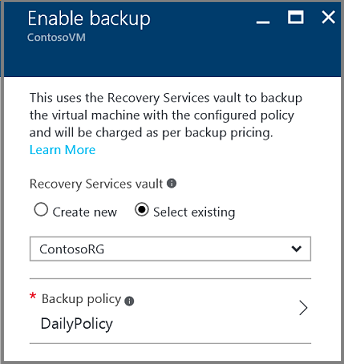 Enable backup
ContosoVM
This uses the Recovery Services vault to backup
the virtual machine with the configured policy
and will be charged as per backup pricing.
Learn More
Recovery Services vault
Create new Select existing
ContosoRG
* Backup policy
DailyPolicy